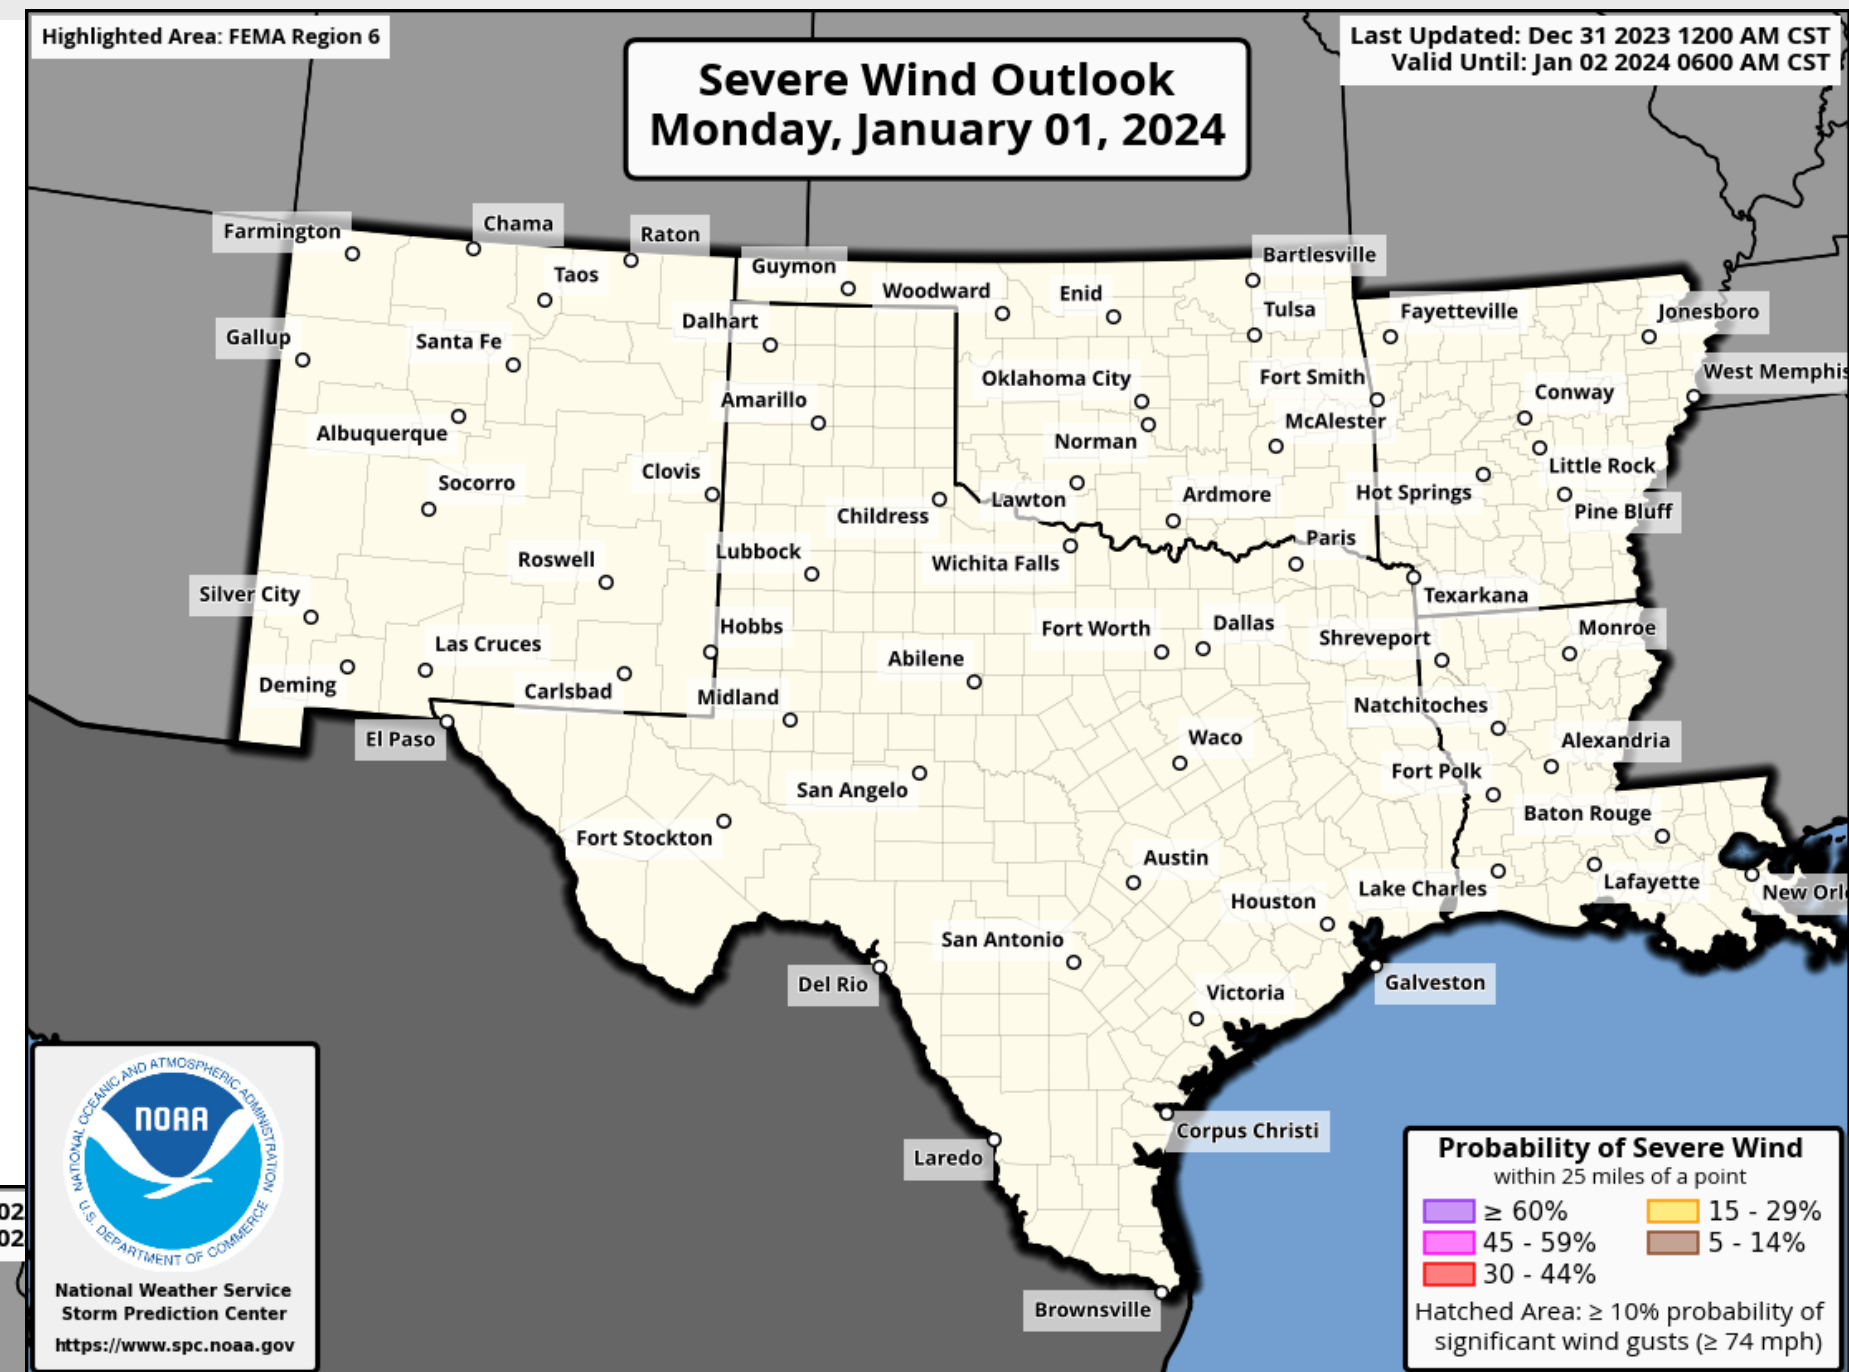 Highlighted Area: FEMA Region 6
Severe Wind Outlook
Monday, January 01, 2024
Last Updated: Dec 31 2023 1200 AM CST
Valid Until: Jan 02 2024 0600 AM CST
Farmington
Chama
Raton
Taos
Guymon
Woodward
Enid
Bartlesville
Tulsa
Fayetteville
Jonesboro
Gallup
Santa Fe
Dalhart
West Memphis
Oklahoma City
Fort Smith
Conway
Amarillo
Albuquerque
Norman
McAlester
Little Rock
Socorro
Clovis
Childress
Lawton
Ardmore
Hot Springs
Pine Bluff
Roswell
Lubbock
Wichita Falls
Paris
Silver City
Texarkana
Las Cruces
Hobbs
Fort Worth
Dallas
Shreveport
Monroe
Deming
Carlsbad
Midland
Abilene
Natchitoches
El Paso
Waco
Alexandria
San Angelo
Fort Polk
Fort Stockton
Baton Rouge
Austin
Lake Charles
Lafayette
New Orl
Houston
San Antonio
Del Rio
Victoria
Galveston
Corpus Christi
Laredo
Brownsville
02
02
NATIONAL OCEANIC AND ATMOSPHERIC ADMINISTRATION
NOAA
U.S. DEPARTMENT OF COMMERCE
National Weather Service
Storm Prediction Center
https://www.spc.noaa.gov
Probability of Severe Wind
within 25 miles of a point
≥ 60%
15 - 29%
45 - 59%
5 - 14%
30 - 44%
Hatched Area: ≥ 10% probability of
significant wind gusts (≥ 74 mph)